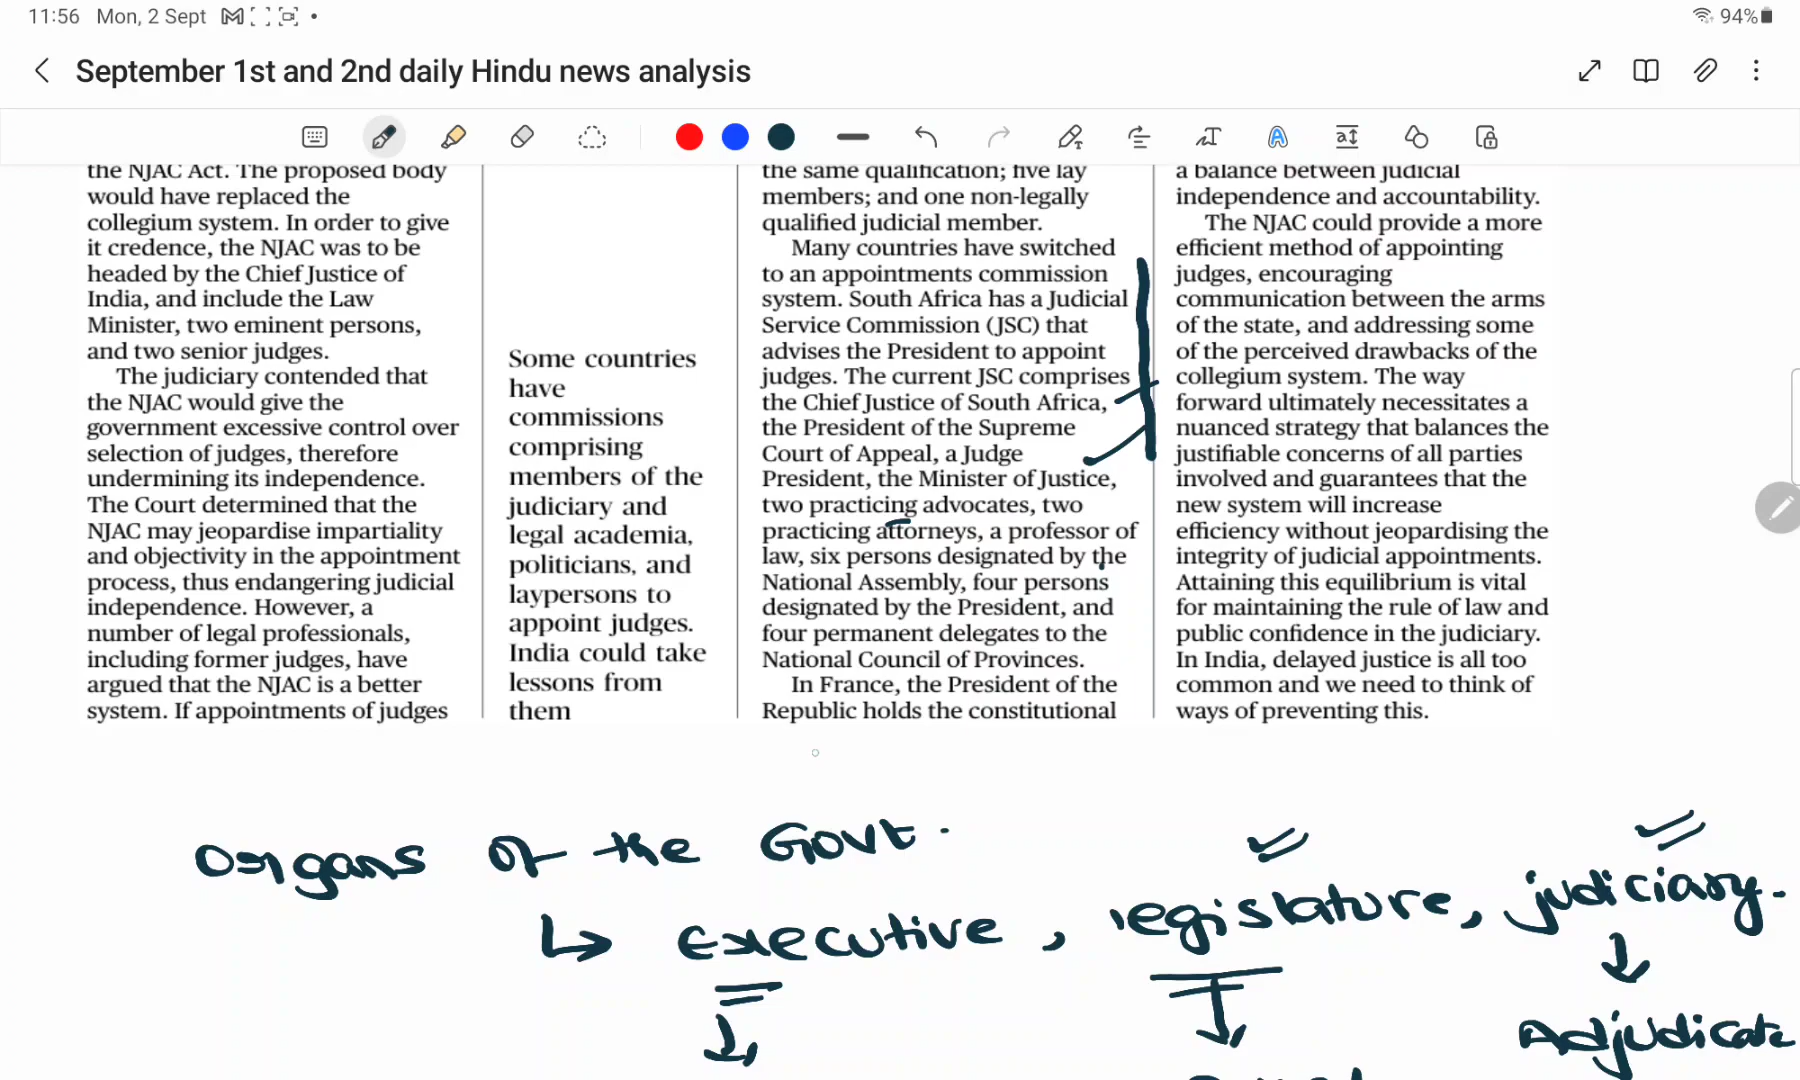 11:56 Mon, 2 Sept
94%
September 1st and 2nd daily Hindu news analysis
the NJAC Act. The proposed body
would have replaced the
collegium system. In order to give
it credence, the NJAC was to be
headed by the Chief Justice of
India, and include the Law
Minister, two eminent persons,
and two senior judges.
The judiciary contended that
the NJAC would give the
government excessive control over
selection of judges, therefore
undermining its independence.
The Court determined that the
NJAC may jeopardise impartiality
and objectivity in the appointment
process, thus endangering judicial
independence. However, a
number of legal professionals,
including former judges, have
argued that the NJAC is a better
system. If appointments of judges
Some countries
have
commissions
comprising
members of the
judiciary and
legal academia,
politicians, and
laypersons to
appoint judges.
India could take
lessons from
them
the same qualification; five lay
members; and one non-legally
qualified judicial member.
Many countries have switched
to an appointments commission
system. South Africa has a Judicial
Service Commission (JSC) that
advises the President to appoint
judges. The current JSC comprises
the Chief Justice of South Africa,
the President of the Supreme
Court of Appeal, a Judge
President, the Minister of Justice,
two practicing advocates, two
practicing attorneys, a professor of
law, six persons designated by the
National Assembly, four persons
designated by the President, and
four permanent delegates to the
National Council of Provinces.
In France, the President of the
Republic holds the constitutional
a balance between judicial
independence and accountability.
The NJAC could provide a more
efficient method of appointing
judges, encouraging
communication between the arms
of the state, and addressing some
of the perceived drawbacks of the
collegium system. The way
forward ultimately necessitates a
nuanced strategy that balances the
justifiable concerns of all parties
involved and guarantees that the
new system will increase
efficiency without jeopardising the
integrity of judicial appointments.
Attaining this equilibrium is vital
for maintaining the rule of law and
public confidence in the judiciary.
In India, delayed justice is all too
common and we need to think of
ways of preventing this.
Organs of the Govt.
executive, legislature, judiciary.
Adjudicate